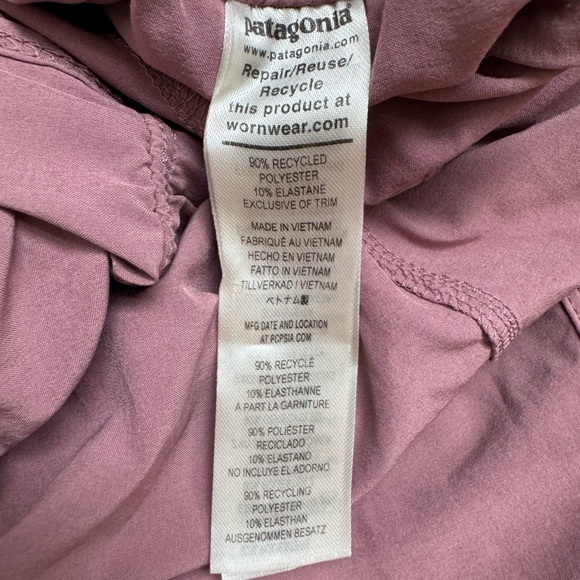 patagonia®
www.patagonia.com
Repair/Reuse/
Recycle
this product at
wornwear.com
90% RECYCLED
POLYESTER
10% ELASTANE
EXCLUSIVE OF TRIM
MADE IN VIETNAM
FABRIQUÉ AU VIETNAM
HECHO EN VIETNAM
FATTO IN VIETNAM
TILLVERKAD I VIETNAM
ベトナム製
MFG DATE AND LOCATION
AT PCPSIA.COM
90% RECYCLÉ
POLYESTER
10% ELASTHANNE
A PART LA GARNITURE
90% POLIÉSTER
RECICLADO
10% ELASTANO
NO INCLUYE EL ADORNO
90% RECYCLING
POLYESTER
10% ELASTHAN
AUSGENOMMEN BESATZ